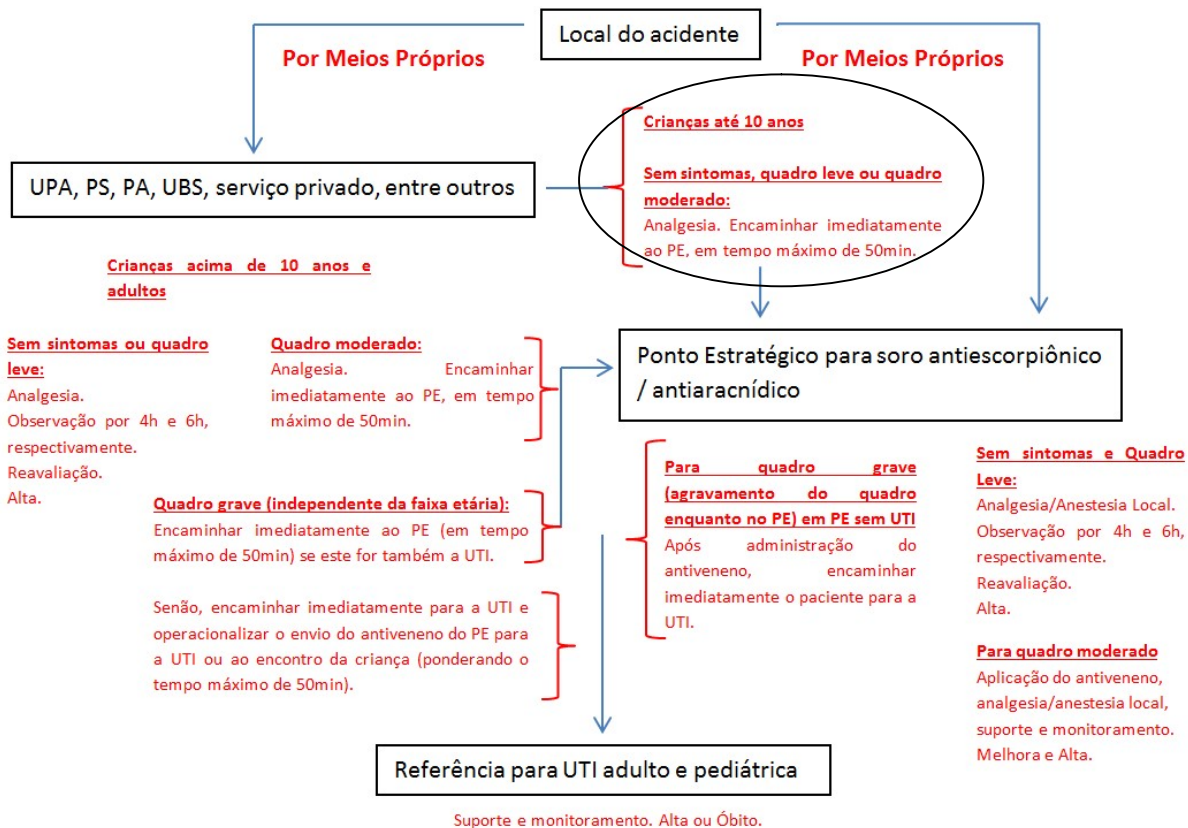 Local do acidente
Por Meios Próprios
Por Meios Próprios
Crianças até 10 anos
Sem sintomas, quadro leve ou quadro
moderado:
Analgesia. Encaminhar imediatamente
ao PE, em tempo máximo de 50min.
UPA, PS, PA, UBS, serviço privado, entre outros
Crianças acima de 10 anos e
adultos
Sem sintomas ou quadro
leve:
Analgesia.
Observação por 4h e 6h,
respectivamente.
Reavaliação.
Alta.
Quadro moderado:
Analgesia. Encaminhar
imediatamente ao PE, em tempo
máximo de 50min.
Ponto Estratégico para soro antiescorpiônico
/ antiaracnídico
Quadro grave (independente da faixa etária):
Encaminhar imediatamente ao PE (em tempo
máximo de 50min) se este for também a UTI.
Senão, encaminhar imediatamente para a UTI e
operacionalizar o envio do antiveneno do PE para
a UTI ou ao encontro da criança (ponderando o
tempo máximo de 50min).
Para quadro grave
(agravamento do quadro
enquanto no PE) em PE sem UTI
Após administração do
antiveneno, encaminhar
imediatamente o paciente para a
UTI.
Sem sintomas e Quadro
Leve:
Analgesia/Anestesia Local.
Observação por 4h e 6h,
respectivamente.
Reavaliação.
Alta.
Para quadro moderado
Aplicação do antiveneno,
analgesia/anestesia local,
suporte e monitoramento.
Melhora e Alta.
Referência para UTI adulto e pediátrica
Suporte e monitoramento. Alta ou Óbito.